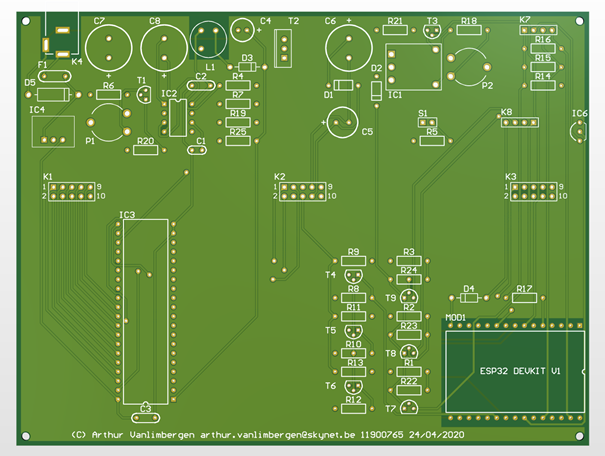 C7 C8 C4 T2 C6 R21 T3 R18 K7
R16
K4 L1 R15
F1 D3 D2 IC1 P2 R14
D5 R6 T1 C2 R4 D1
IC4 IC2 R7 S1 K8 IC6
P1 R19 C5 R5
R20 C1 R25
K1 K2 K3
1 9 1 9 1 9
2 10 2 10 2 10
IC3
R9 R3
T4 R24
R8 T9 D4 R17
R11 R2 MOD1
T5 R23
R10 T8
R13 R1 ESP32 DEVKIT V1
T6 R22
R12 T7
C3
(C) Arthur Vanlimbergen arthur.vanlimbergen@skynet.be 11900765 24/04/2020